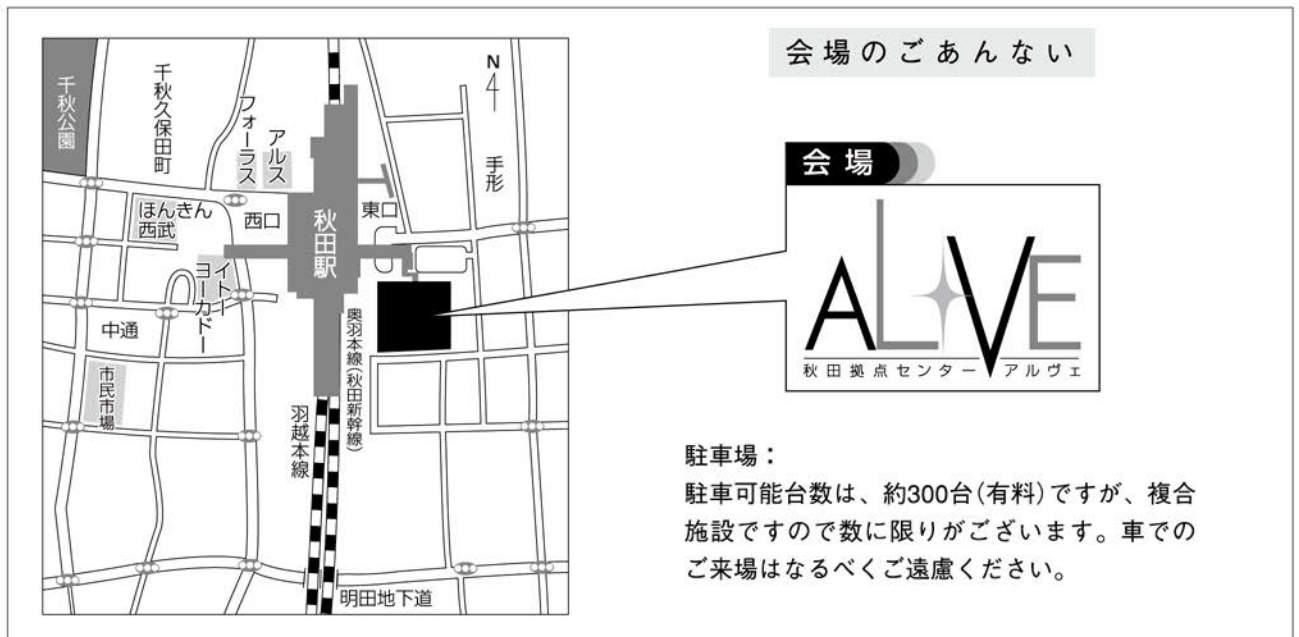 会場のご あんない
N
千秋公園
千秋久保田町
フォーラス
アルス
手形
ほんきん
西武
西口
秋田駅
東口
イトー
ヨーカドー
中通
市民市場
奥羽本線(秋田新幹線)
羽越本線
明田地下道
会場
ALIVE
秋田拠点センター アルヴェ
駐車場:
駐車可能台数は、約300台(有料)ですが、複合
施設ですので数に限りがございます。車での
ご来場はなるべくご遠慮ください。